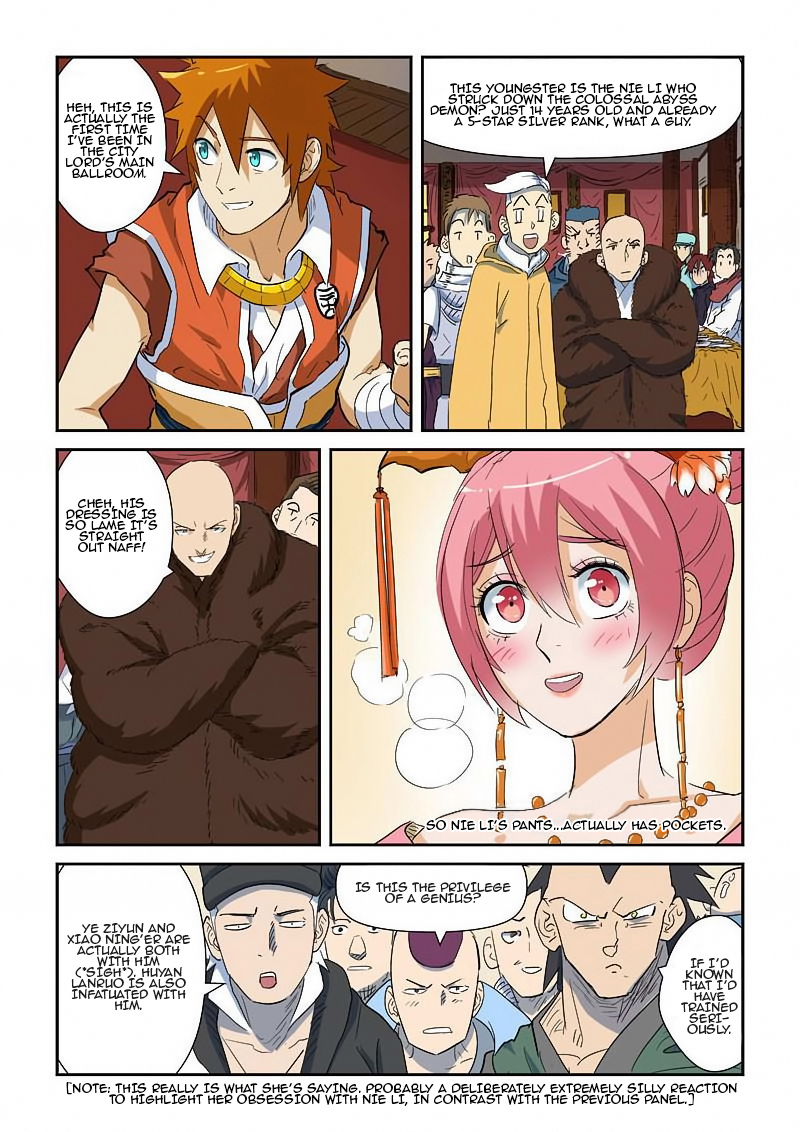 HEH, THIS IS
ACTUALLY THE
FIRST TIME
I'VE BEEN IN
THE CITY
LORD'S MAIN
BALLROOM.
THIS YOUNGSTER IS THE NIE LI WHO
STRUCK DOWN THE COLOSSAL ABYSS
DEMON? JUST 14 YEARS OLD AND ALREADY
A 5-STAR SILVER RANK, WHAT A GUY.
CHEH, HIS
DRESSING IS
SO LAME IT'S
STRAIGHT
OUT NAFF!
SO NIE LI'S PANTS...ACTUALLY HAS POCKETS.
YE ZIYUN AND
XIAO NING'ER ARE
ACTUALLY BOTH
WITH HIM
(*SIGH*), HUYAN
LANRUO IS ALSO
INFATUATED WITH
HIM.
IS THIS THE PRIVILEGE
OF A GENIUS?
IF I'D
KNOWN
THAT I'D
HAVE
TRAINED
SERI-
OUSLY.
[NOTE: THIS REALLY IS WHAT SHE'S SAYING. PROBABLY A DELIBERATELY EXTREMELY SILLY REACTION
TO HIGHLIGHT HER OBSESSION WITH NIE LI, IN CONTRAST WITH THE PREVIOUS PANEL.]